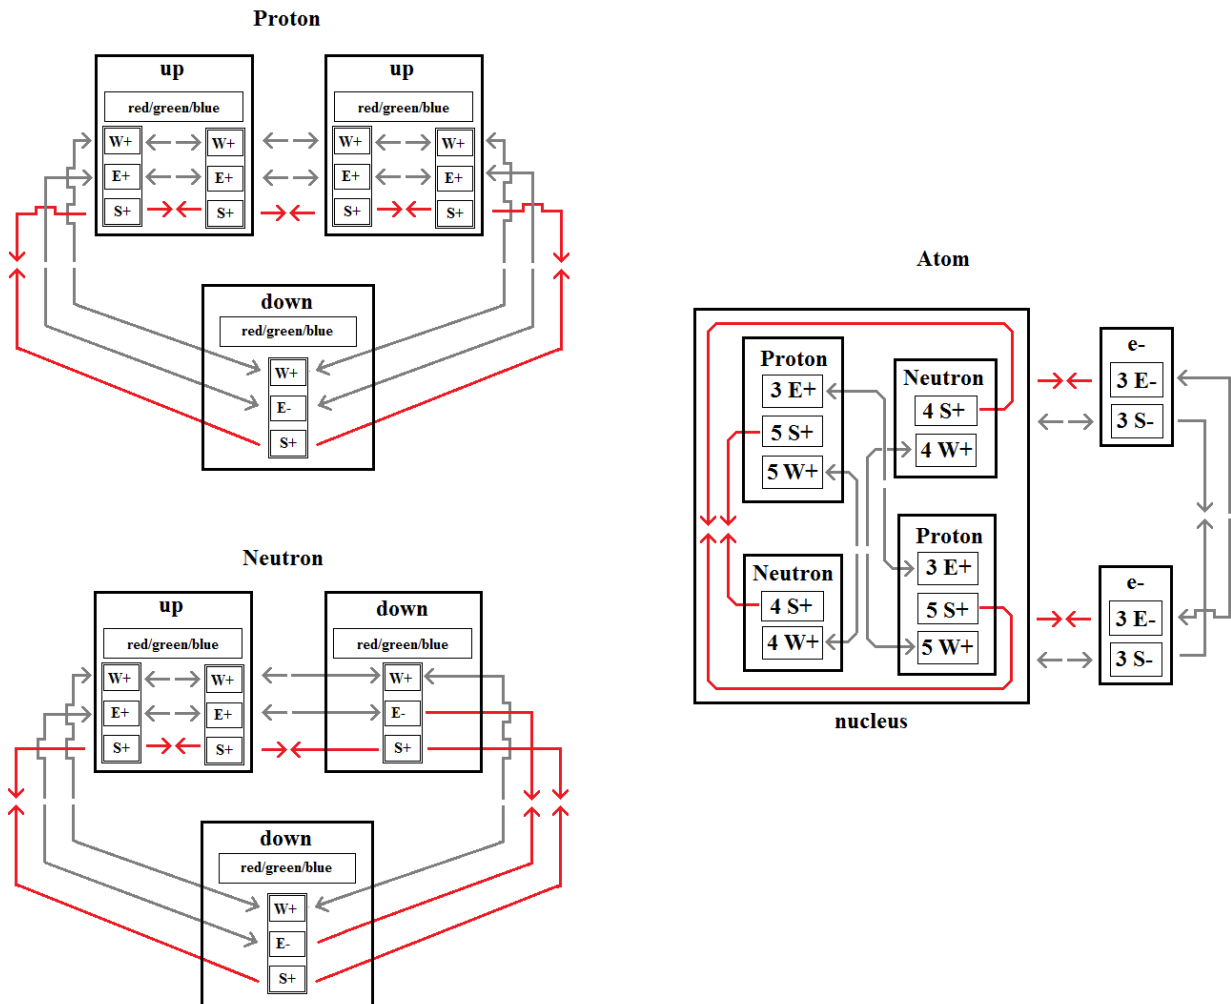 Proton
up
up
red/green/blue
red/green/blue
W+ W+ W+ W+
E+ E+ E+ E+
S+ S+ S+ S+
down
red/green/blue
W+
E-
S+
Neutron
up
down
red/green/blue
red/green/blue
W+ W+ W+
E+ E+ E-
S+ S+ S+
down
red/green/blue
W+
E-
S+
Atom
Proton
3 E+
5 S+
5 W+
Neutron
4 S+
4 W+
Neutron
4 S+
4 W+
Proton
3 E+
5 S+
5 W+
nucleus
e-
3 E-
3 S-
e-
3 E-
3 S-